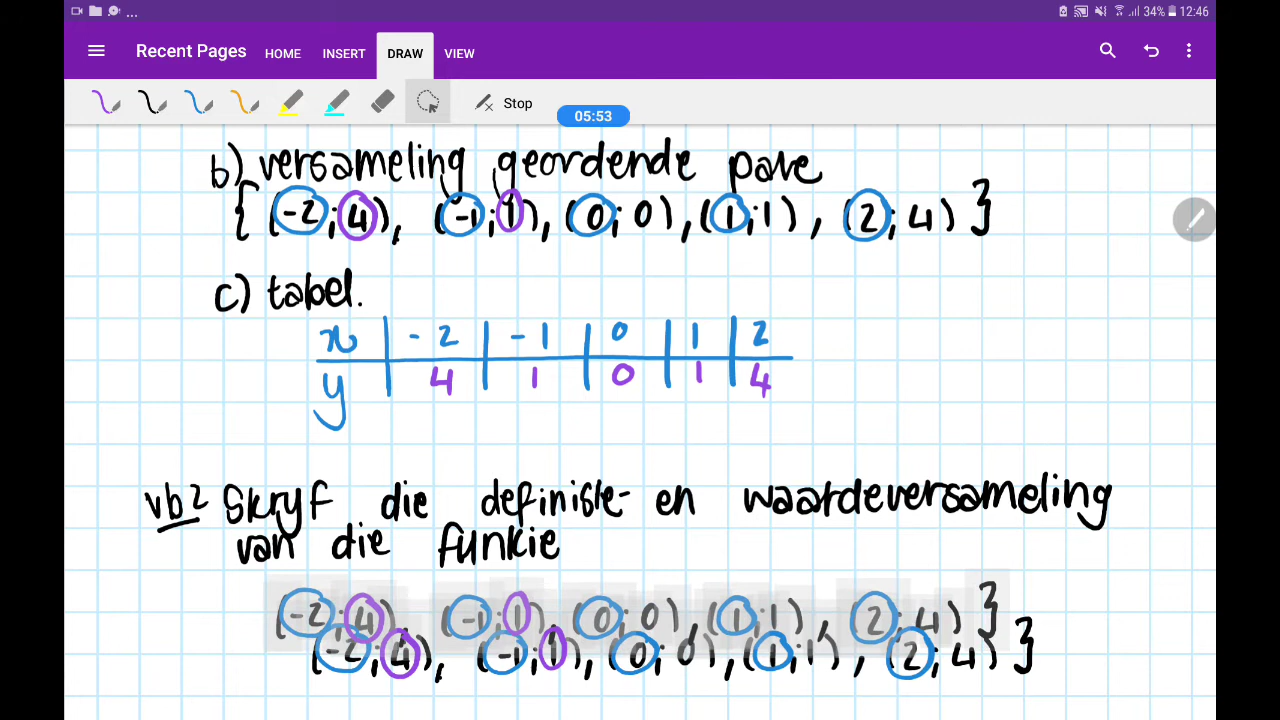 ... 34% 12:46
Recent Pages HOME INSERT DRAW VIEW
Stop 05:53
b) versameling geordende pare
{(-2;4), (-1;1), (0;0), (1;1), (2;4)}
c) tabel.
x | -2 | -1 | 0 | 1 | 2
y | 4 | 1 | 0 | 1 | 4
vb2 Skryf die definisie- en waardeversameling
van die funkie
(-2;4), (-1;1), (0;0), (1;1), (2;4)}
(-2;4), (-1;1), (0;0), (1;1), (2;4)}